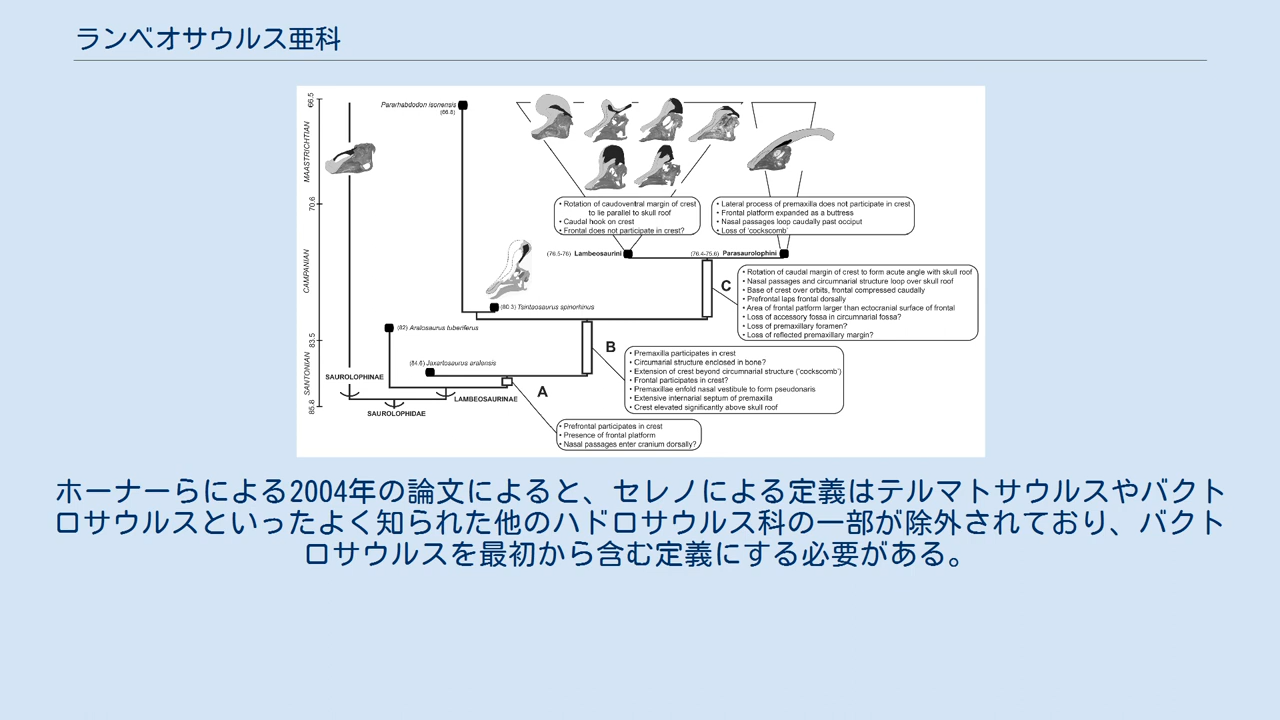 ランベオサウルス亜科
66.5
MAASTRICHTIAN
70.6
CAMPANIAN
83.5
SANTONIAN
85.8
Pararhabdodon isonensis
(66.8)
• Rotation of caudoventral margin of crest
to lie parallel to skull roof
• Caudal hook on crest
• Frontal does not participate in crest?
• Lateral process of premaxilla does not participate in crest
• Frontal platform expanded as a buttress
• Nasal passages loop caudally past occiput
• Loss of 'cockscomb'
(76.5-76) Lambeosaurini
(76.4-75.6) Parasaurolophini
C
• Rotation of caudal margin of crest to form acute angle with skull roof
• Nasal passages and circumnarial structure loop over skull roof
• Base of crest over orbits, frontal compressed caudally
• Prefrontal laps frontal dorsally
• Area of frontal patform larger than ectocranial surface of frontal
• Loss of accessory fossa in circumnarial fossa?
• Loss of premaxillary foramen?
• Loss of reflected premaxillary margin?
(80.3) Tsintaosaurus spinorhinus
(82) Aralosaurus tuberiferus
B
• Premaxilla participates in crest
• Circumarial structure enclosed in bone?
• Extension of crest beyond circumnarial structure ('cockscomb')
• Frontal participates in crest?
• Premaxillae enfold nasal vestibule to form pseudonaris
• Extensive internarial septum of premaxilla
• Crest elevated significantly above skull roof
(84.6) Jaxartosaurus aralensis
SAUROLOPHINAE
A
LAMBEOSAURINAE
SAUROLOPHIDAE
• Prefrontal participates in crest
• Presence of frontal platform
• Nasal passages enter cranium dorsally?
ホーナーらによる2004年の論文によると、セレノによる定義はテルマトサウルスやバクト
ロサウルスといったよく知られた他のハドロサウルス科の一部が除外されており、バクト
ロサウルスを最初から含む定義にする必要がある。